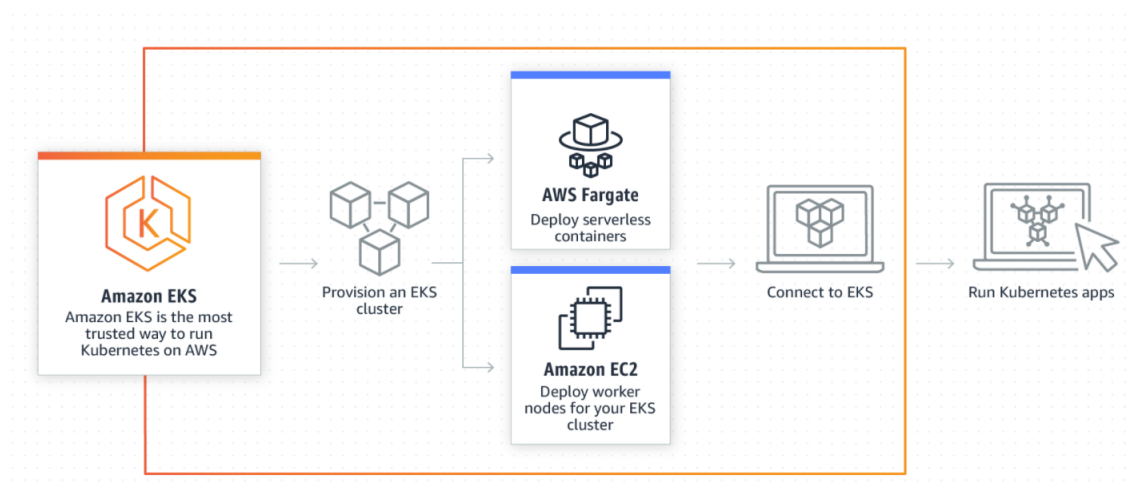 K
Amazon EKS
Amazon EKS is the most
trusted way to run
Kubernetes on AWS
Provision an EKS
cluster
AWS Fargate
Deploy serverless
containers
Amazon EC2
Deploy worker
nodes for your EKS
cluster
Connect to EKS
Run Kubernetes apps